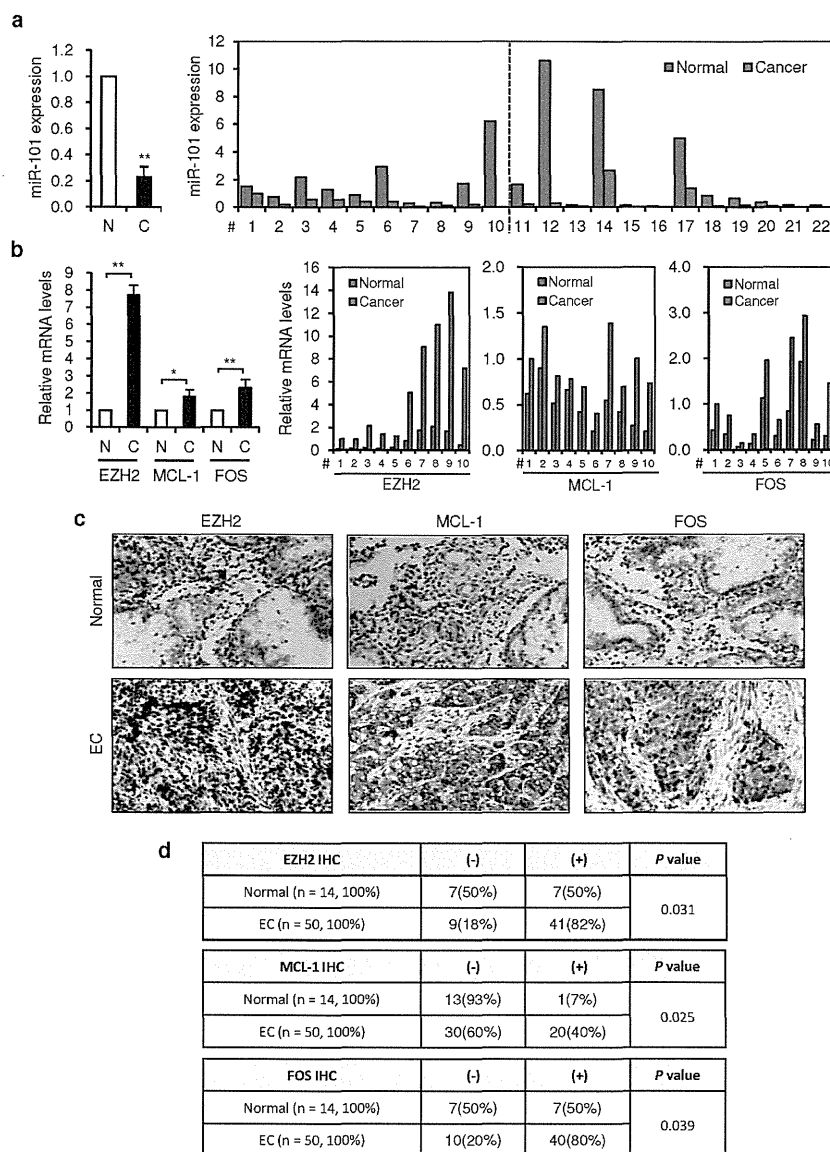 a
miR-101 expression
1.2
1.0
0.8
0.6
0.4
0.2
0.0
**
N C
miR-101 expression
12
10
8
6
4
2
0
Normal Cancer
# 1 2 3 4 5 6 7 8 9 10 11 12 13 14 15 16 17 18 19 20 21 22
b
Relative mRNA levels
9
8
7
6
5
4
3
2
1
0
** * **
N C N C N C
EZH2 MCL-1 FOS
Relative mRNA levels
16
14
12
10
8
6
4
2
0
Normal
Cancer
# 1 2 3 4 5 6 7 8 9 10
EZH2
2.0
1.5
1.0
0.5
0.0
Normal
Cancer
# 1 2 3 4 5 6 7 8 9 10
MCL-1
4.0
3.0
2.0
1.0
0.0
Normal
Cancer
# 1 2 3 4 5 6 7 8 9 10
FOS
c
EZH2 MCL-1 FOS
Normal
EC
d
EZH2 IHC (-) (+) P value
Normal (n = 14, 100%) 7(50%) 7(50%) 0.031
EC (n = 50, 100%) 9(18%) 41(82%)
MCL-1 IHC (-) (+) P value
Normal (n = 14, 100%) 13(93%) 1(7%) 0.025
EC (n = 50, 100%) 30(60%) 20(40%)
FOS IHC (-) (+) P value
Normal (n = 14, 100%) 7(50%) 7(50%) 0.039
EC (n = 50, 100%) 10(20%) 40(80%)